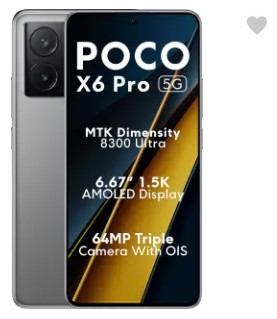 POCO
X6 Pro 5G
MTK Dimensity
8300 Ultra
6.67" 1.5K
AMOLED Display
64MP Triple
Camera With OIS